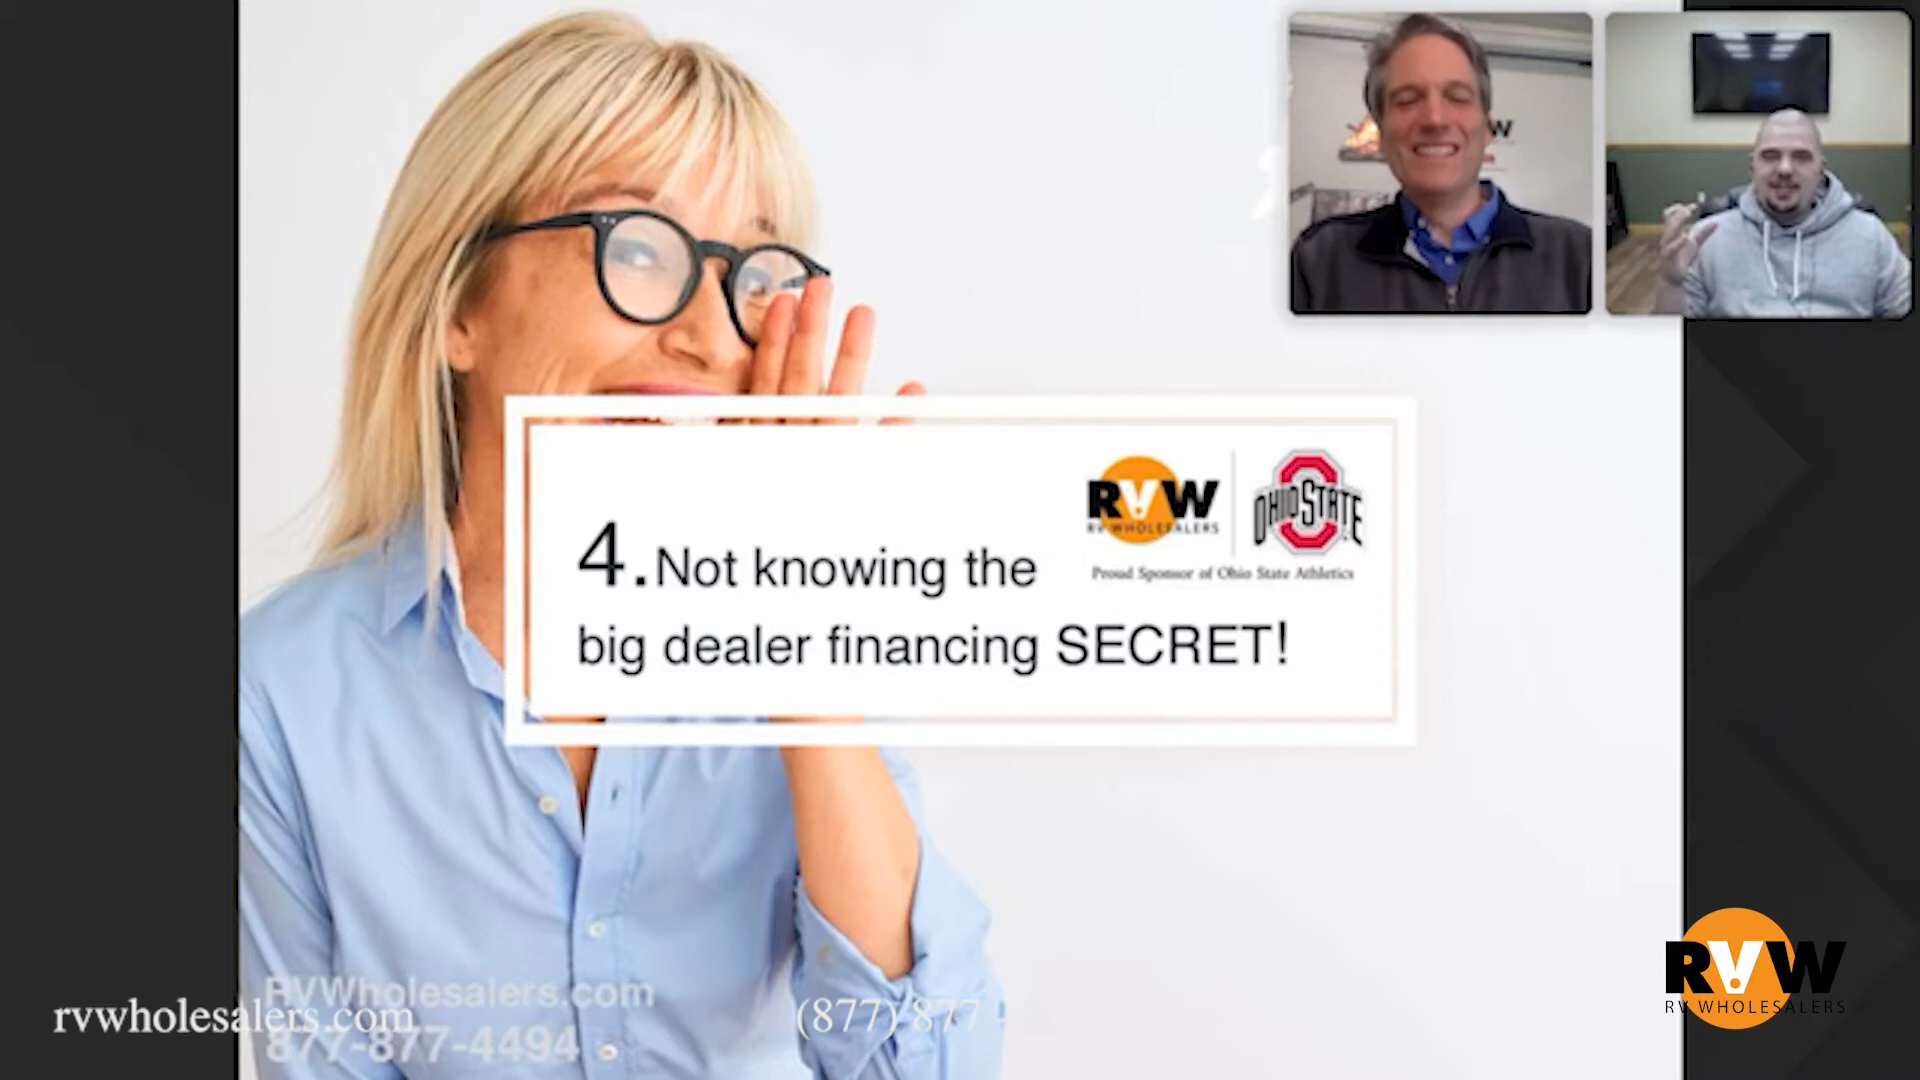 W
RVW
RV WHOLESALERS
OHIO STATE
Proud Sponsor of Ohio State Athletics
4. Not knowing the
big dealer financing SECRET!
RVWholesalers.com
rvwholesalers.com
(877) 877 -
877-877-4494
RVW
RV WHOLESALERS